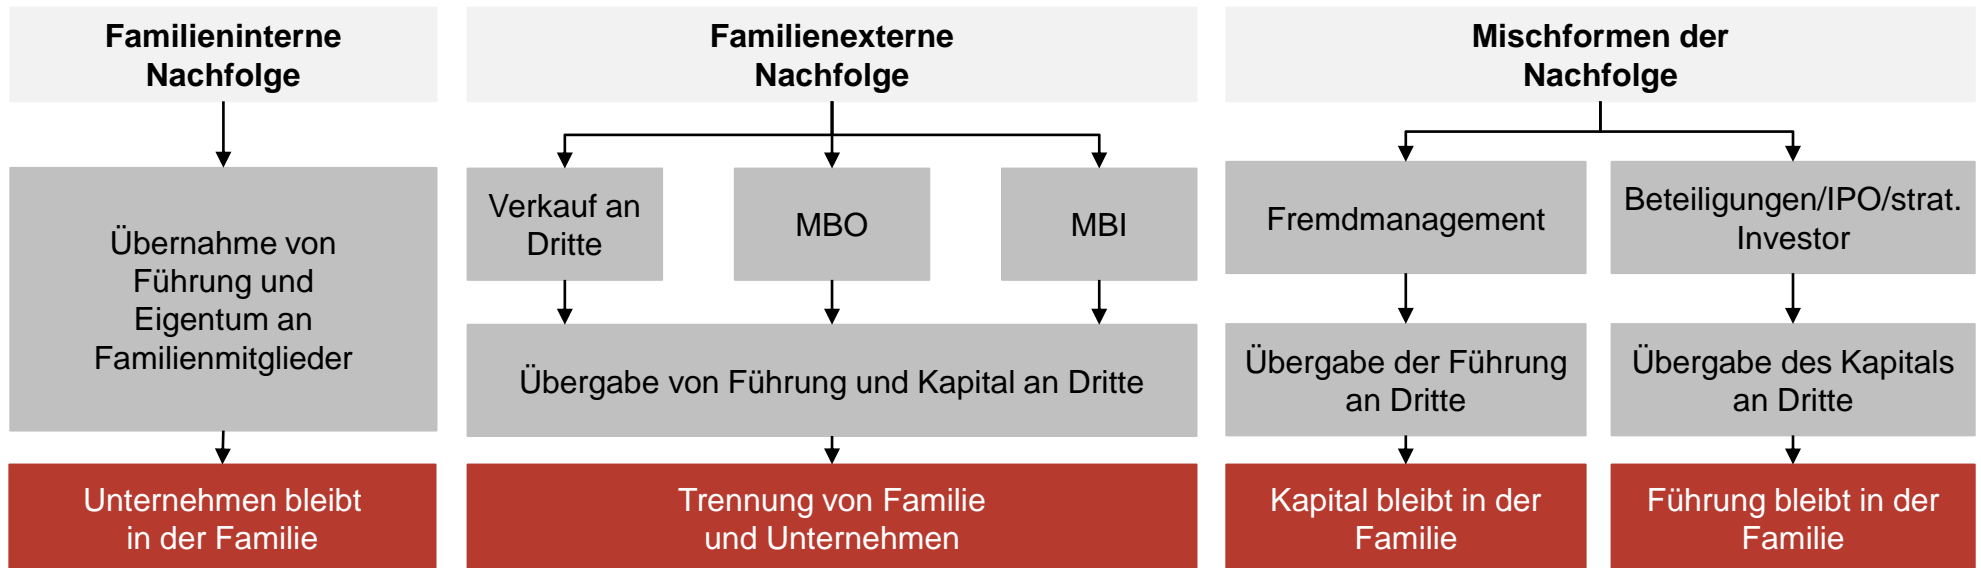 Familieninterne
Nachfolge
Familienexterne
Nachfolge
Mischformen der
Nachfolge
Übernahme von
Führung und
Eigentum an
Familienmitglieder
Verkauf an
Dritte
MBO
MBI
Fremdmanagement
Beteiligungen/IPO/strat.
Investor
Übergabe von Führung und Kapital an Dritte
Übergabe der Führung
an Dritte
Übergabe des Kapitals
an Dritte
Unternehmen bleibt
in der Familie
Trennung von Familie
und Unternehmen
Kapital bleibt in der
Familie
Führung bleibt in der
Familie